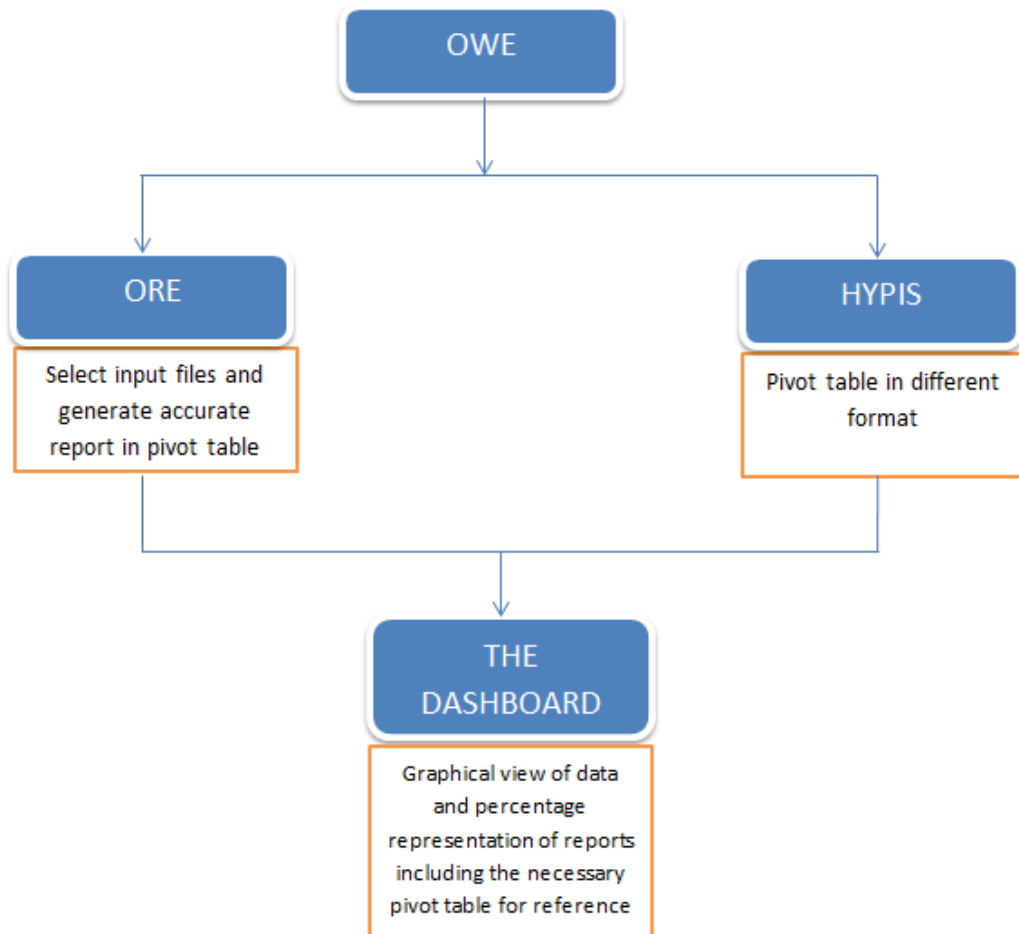 OWE
ORE
Select input files and
generate accurate
report in pivot table
HYPIS
Pivot table in different
format
THE
DASHBOARD
Graphical view of data
and percentage
representation of reports
including the necessary
pivot table for reference